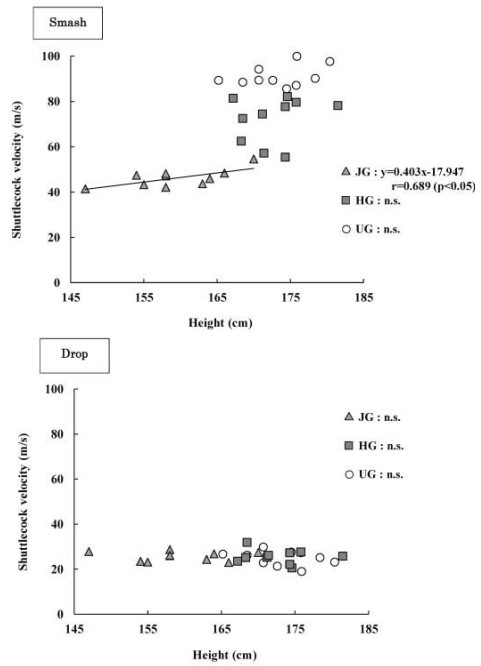 Smash
100
80
60
40
20
0
Shuttlecock velocity (m/s)
JG : y=0.403x-17.947
r=0.689 (p<0.05)
HG : n.s.
UG : n.s.
145 155 165 175 185
Height (cm)
Drop
100
80
60
40
20
0
Shuttlecock velocity (m/s)
JG : n.s.
HG : n.s.
UG : n.s.
145 155 165 175 185
Height (cm)